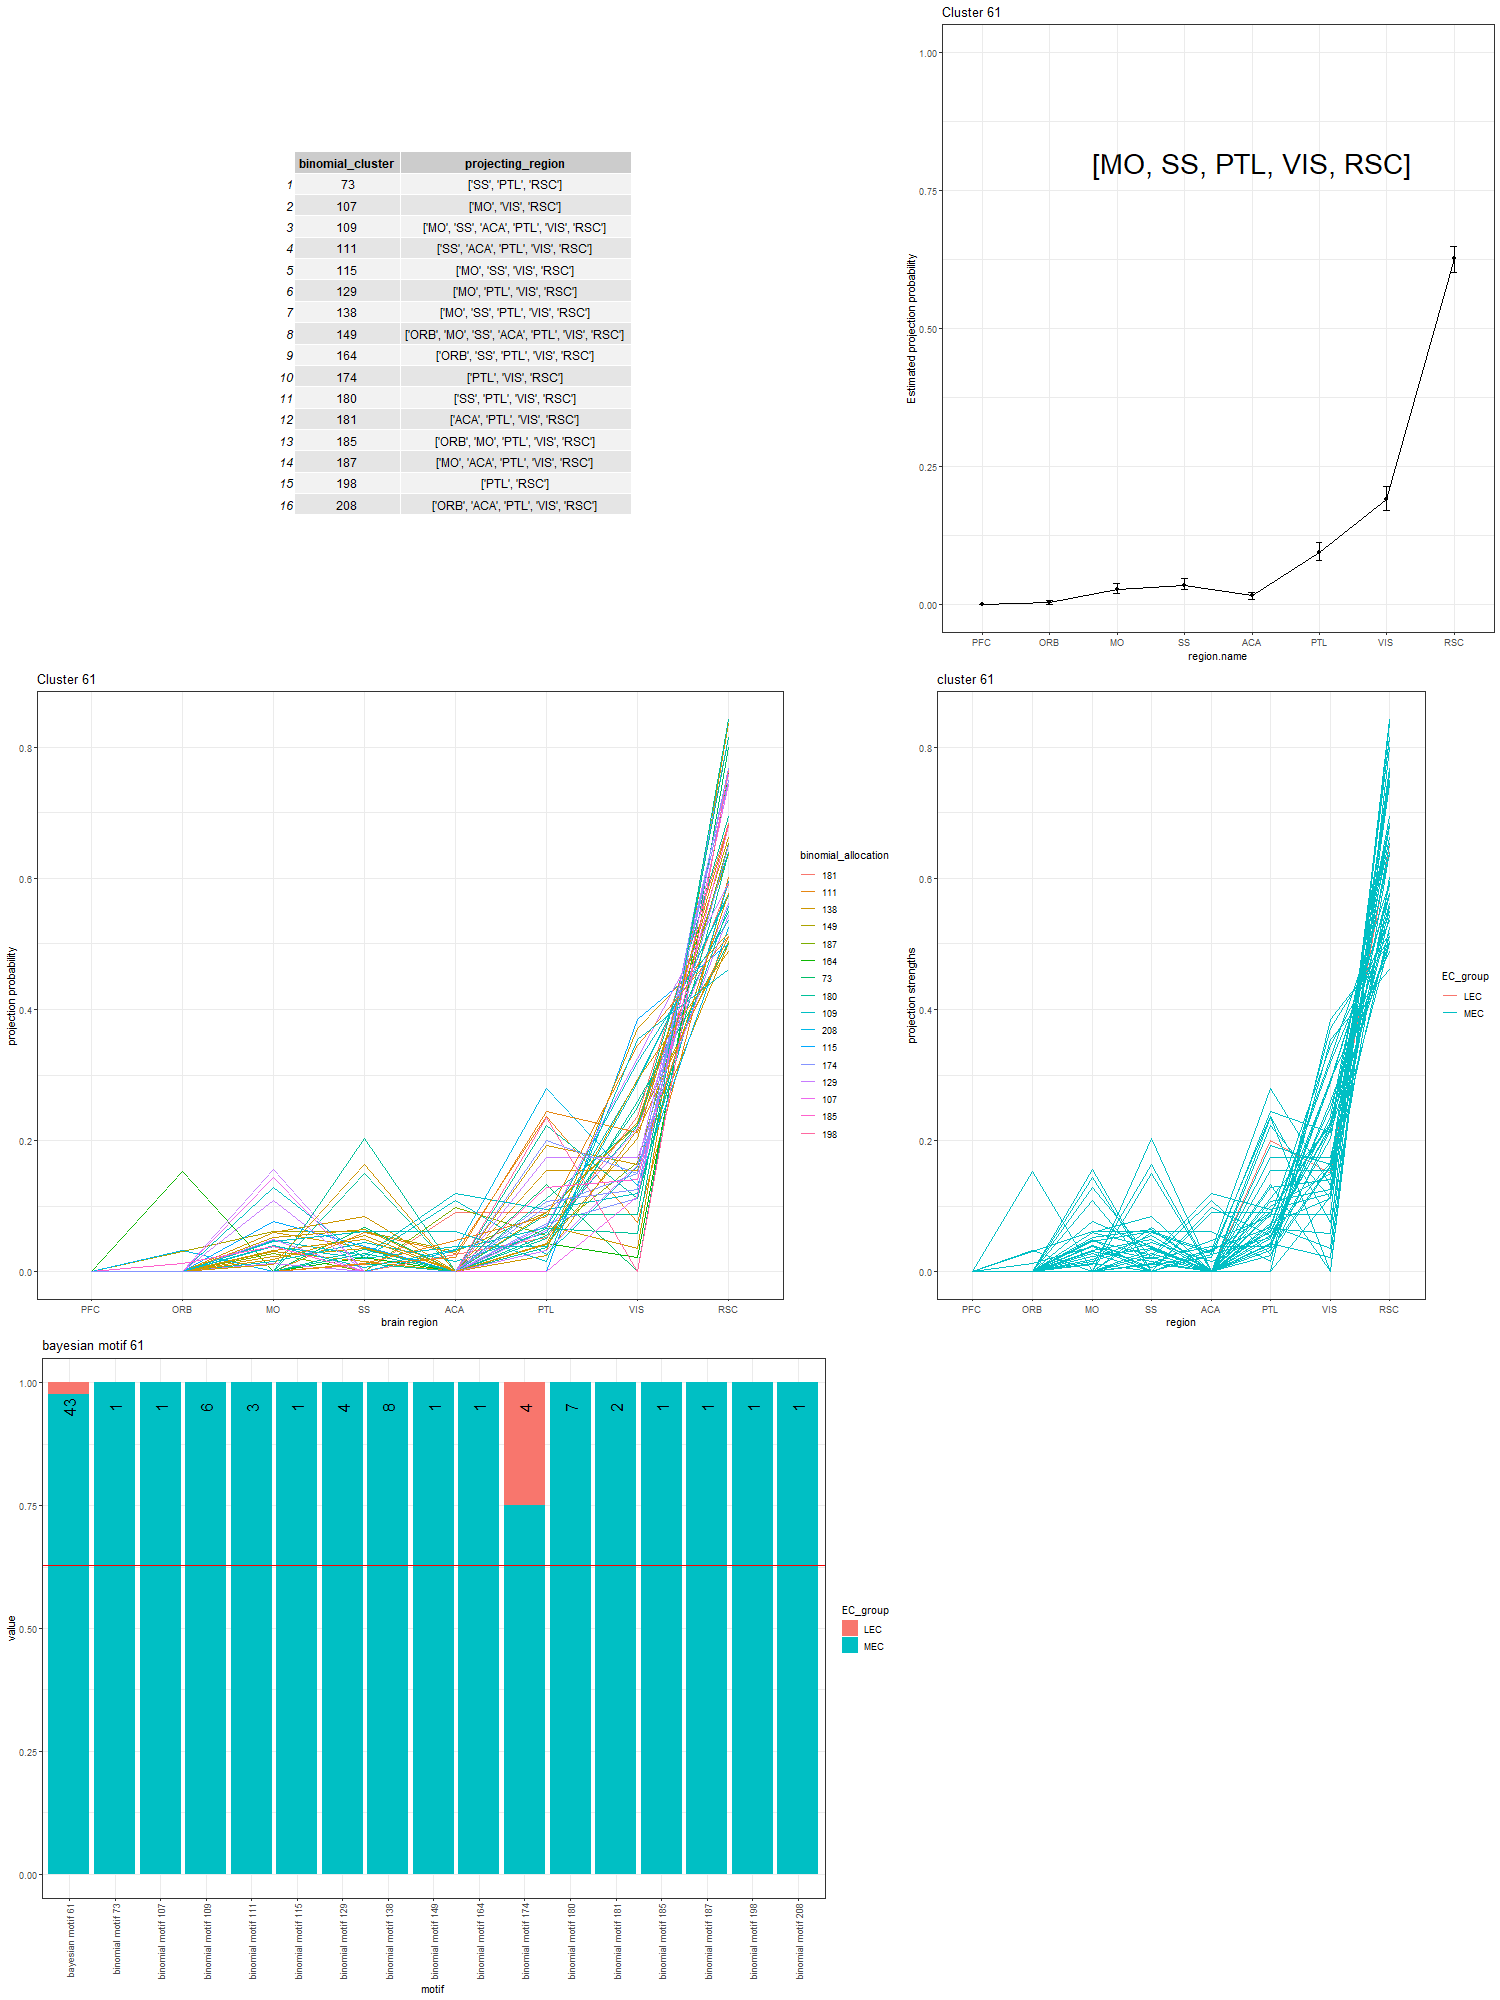 binomial_cluster projecting_region
1 73 ['SS', 'PTL', 'RSC']
2 107 ['MO', 'VIS', 'RSC']
3 109 ['MO', 'SS', 'ACA', 'PTL', 'VIS', 'RSC']
4 111 ['SS', 'ACA', 'PTL', 'VIS', 'RSC']
5 115 ['MO', 'SS', 'VIS', 'RSC']
6 129 ['MO', 'PTL', 'VIS', 'RSC']
7 138 ['MO', 'SS', 'PTL', 'VIS', 'RSC']
8 149 ['ORB', 'MO', 'SS', 'ACA', 'PTL', 'VIS', 'RSC']
9 164 ['ORB', 'SS', 'PTL', 'VIS', 'RSC']
10 174 ['PTL', 'VIS', 'RSC']
11 180 ['SS', 'PTL', 'VIS', 'RSC']
12 181 ['ACA', 'PTL', 'VIS', 'RSC']
13 185 ['ORB', 'MO', 'PTL', 'VIS', 'RSC']
14 187 ['MO', 'ACA', 'PTL', 'VIS', 'RSC']
15 198 ['PTL', 'RSC']
16 208 ['ORB', 'ACA', 'PTL', 'VIS', 'RSC']
Cluster 61
[MO, SS, PTL, VIS, RSC]
Estimated projection probability
1.00
0.75
0.50
0.25
0.00
PFC ORB MO SS ACA PTL VIS RSC
region.name
Cluster 61
projection probability
0.8
0.6
0.4
0.2
0.0
PFC ORB MO SS ACA PTL VIS RSC
brain region
binomial_allocation
181
111
138
149
187
164
73
180
109
208
115
174
129
107
185
198
cluster 61
projection strengths
0.8
0.6
0.4
0.2
0.0
PFC ORB MO SS ACA PTL VIS RSC
region
EC_group
LEC
MEC
bayesian motif 61
value
1.00
0.75
0.50
0.25
0.00
43 1 1 6 3 1 4 8 1 1 4 7 2 1 1 1 1
bayesian motif 61
binomial motif 73
binomial motif 107
binomial motif 109
binomial motif 111
binomial motif 115
binomial motif 129
binomial motif 138
binomial motif 149
binomial motif 164
binomial motif 174
binomial motif 180
binomial motif 181
binomial motif 185
binomial motif 187
binomial motif 198
binomial motif 208
motif
EC_group
LEC
MEC